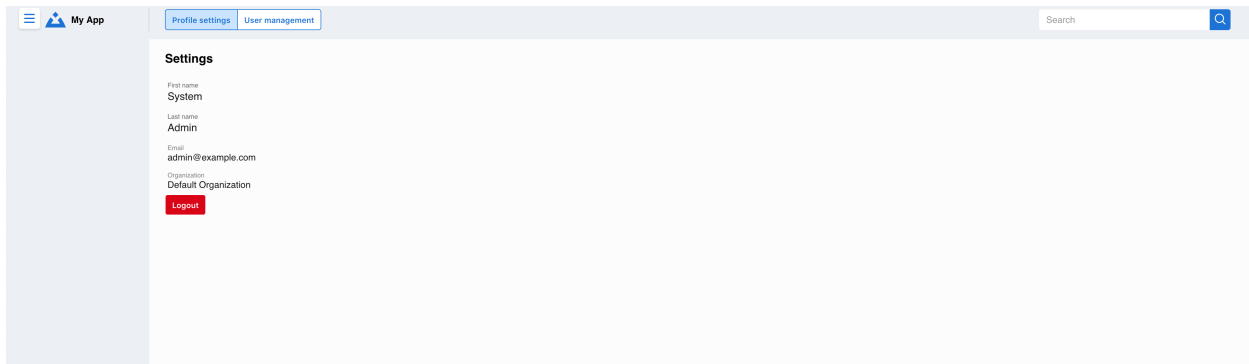 My App
Profile settings
User management
Search
Settings
First name
System
Last name
Admin
Email
admin@example.com
Organization
Default Organization
Logout